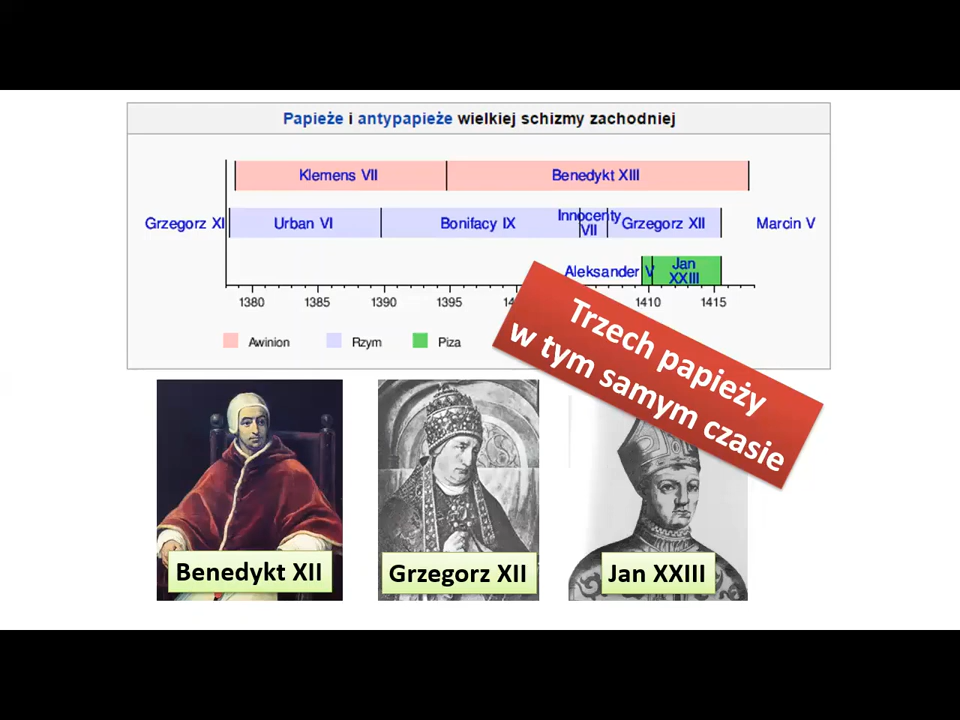 Papieże i antypapieże wielkiej schizmy zachodniej
Klemens VII
Benedykt XIII
Grzegorz XI
Urban VI
Bonifacy IX
Innocenty
VII
Grzegorz XII
Marcin V
Aleksander V
Jan
XXIII
1380 1385 1390 1395 1410 1415
Awinion Rzym Piza
Trzech papieży
w tym samym czasie
Benedykt XII
Grzegorz XII
Jan XXIII